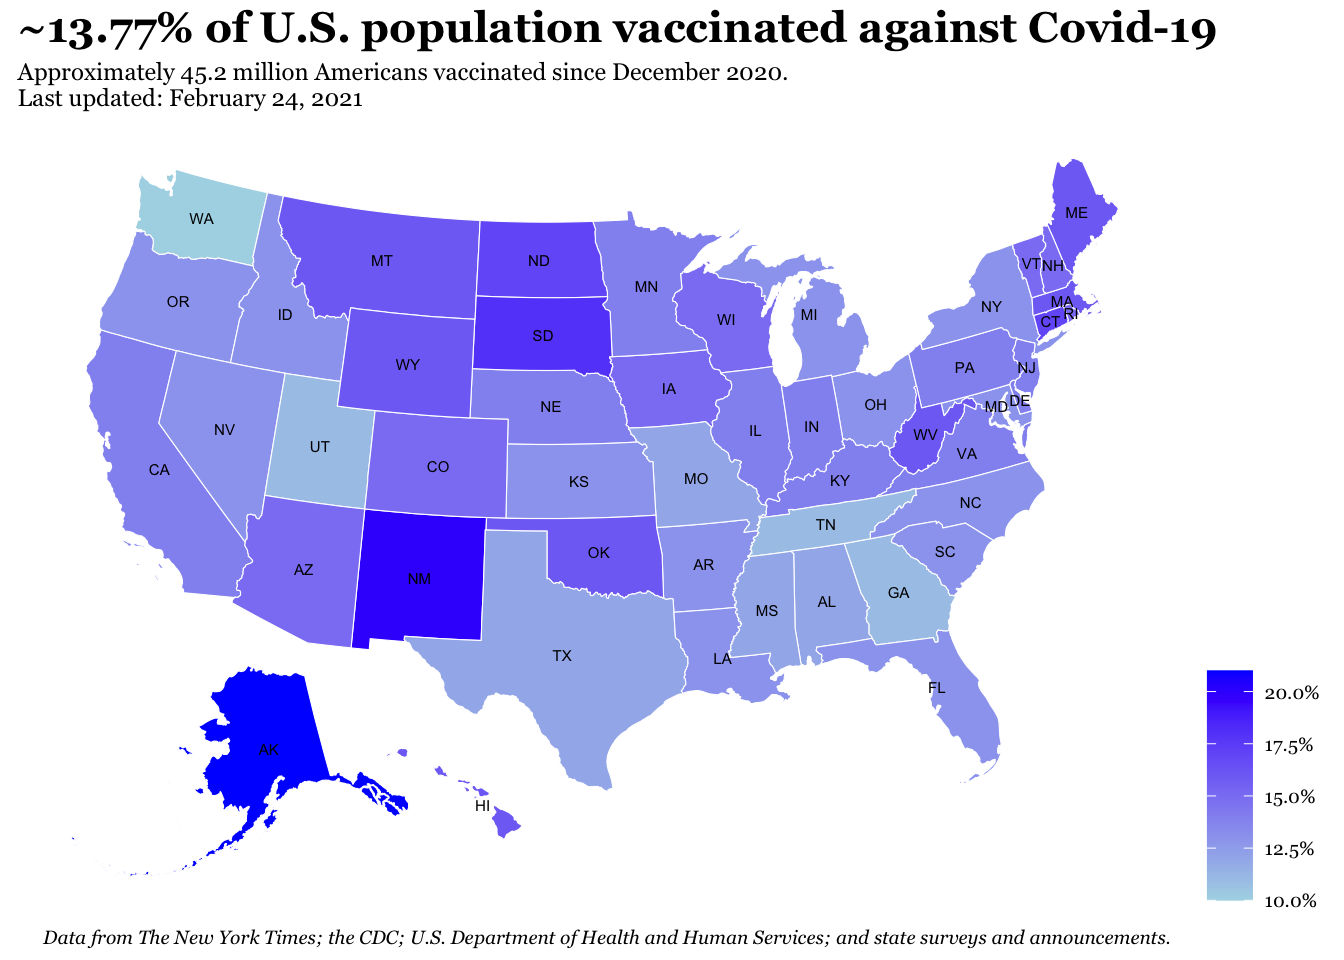 ~13.77% of U.S. population vaccinated against Covid-19
Approximately 45.2 million Americans vaccinated since December 2020.
Last updated: February 24, 2021
ME
WA
MT
ND
VT
NH
MN
OR
ID
MA
NY
RI
MI
WI
CT
SD
WY
PA
NJ
IA
DE
OH
MD
NE
NV
IN
IL
WV
UT
VA
CO
CA
MO
KY
KS
NC
TN
OK
SC
AR
AZ
NM
GA
AL
MS
TX
LA
FL
AK
HI
20.0%
17.5%
15.0%
12.5%
10.0%
Data from The New York Times; the CDC; U.S. Department of Health and Human Services; and state surveys and announcements.